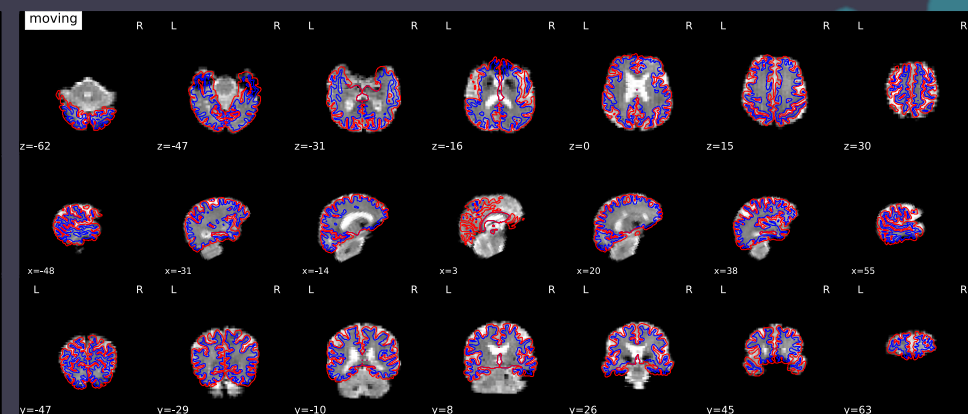 moving
R L R L R L R L R L R L R
z=-62 z=-47 z=-31 z=-16 z=0 z=15 z=30
x=-48 x=-31 x=-14 x=3 x=20 x=38 x=55
L R L R L R L R L R L R L R
y=-47 y=-29 y=-10 y=8 y=26 y=45 y=63